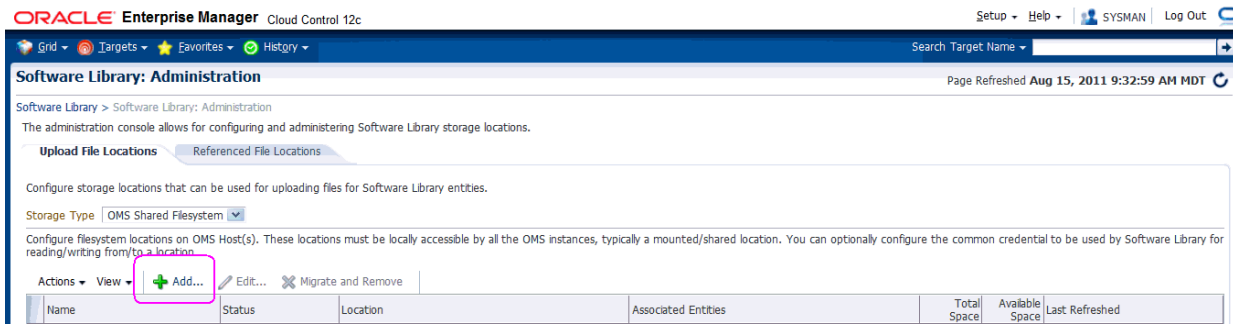 ORACLE Enterprise Manager Cloud Control 12c
Setup Help SYSMAN Log Out
Grid Targets Favorites History Search Target Name
Software Library: Administration
Page Refreshed Aug 15, 2011 9:32:59 AM MDT
Software Library > Software Library: Administration
The administration console allows for configuring and administering Software Library storage locations.
Upload File Locations Referenced File Locations
Configure storage locations that can be used for uploading files for Software Library entities.
Storage Type OMS Shared Filesystem
Configure filesystem locations on OMS Host(s). These locations must be locally accessible by all the OMS instances, typically a mounted/shared location. You can optionally configure the common credential to be used by Software Library for
reading/writing from/to a location.
Actions View Add... Edit... Migrate and Remove
Name Status Location Associated Entities Total Space Available Space Last Refreshed